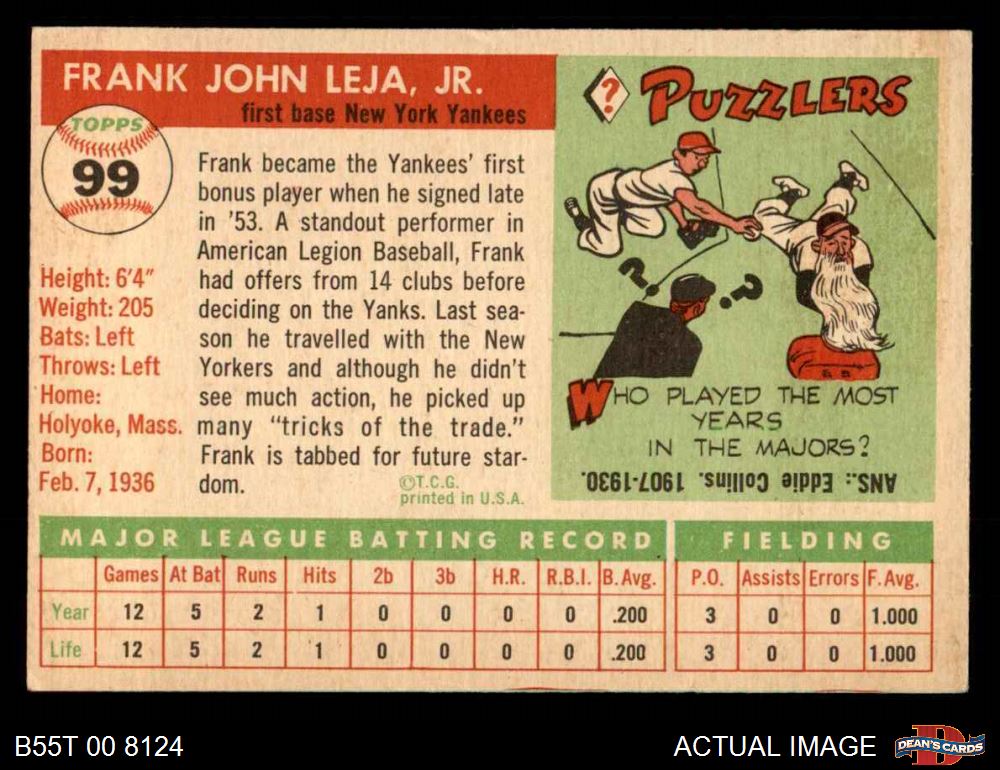 FRANK JOHN LEJA, JR.
first base New York Yankees
TOPPS
99
Height: 6'4"
Weight: 205
Bats: Left
Throws: Left
Home:
Holyoke, Mass.
Born:
Feb. 7, 1936
Frank became the Yankees' first
bonus player when he signed late
in '53. A standout performer in
American Legion Baseball, Frank
had offers from 14 clubs before
deciding on the Yanks. Last sea-
son he travelled with the New
Yorkers and although he didn't
see much action, he picked up
many "tricks of the trade."
Frank is tabbed for future star-
dom.
©T.C.G.
printed in U.S.A.
?
PUZZLERS
? ?
WHO PLAYED THE MOST
YEARS
IN THE MAJORS?
ANS.: Eddie Collins. 1907-1930.
MAJOR LEAGUE BATTING RECORD
Games At Bat Runs Hits 2b 3b H.R. R.B.I. B.Avg.
Year 12 5 2 1 0 0 0 0 .200
Life 12 5 2 1 0 0 0 0 .200
FIELDING
P.O. Assists Errors F.Avg.
3 0 0 1.000
3 0 0 1.000
B55T 00 8124
ACTUAL IMAGE
D
DEAN'S CARDS